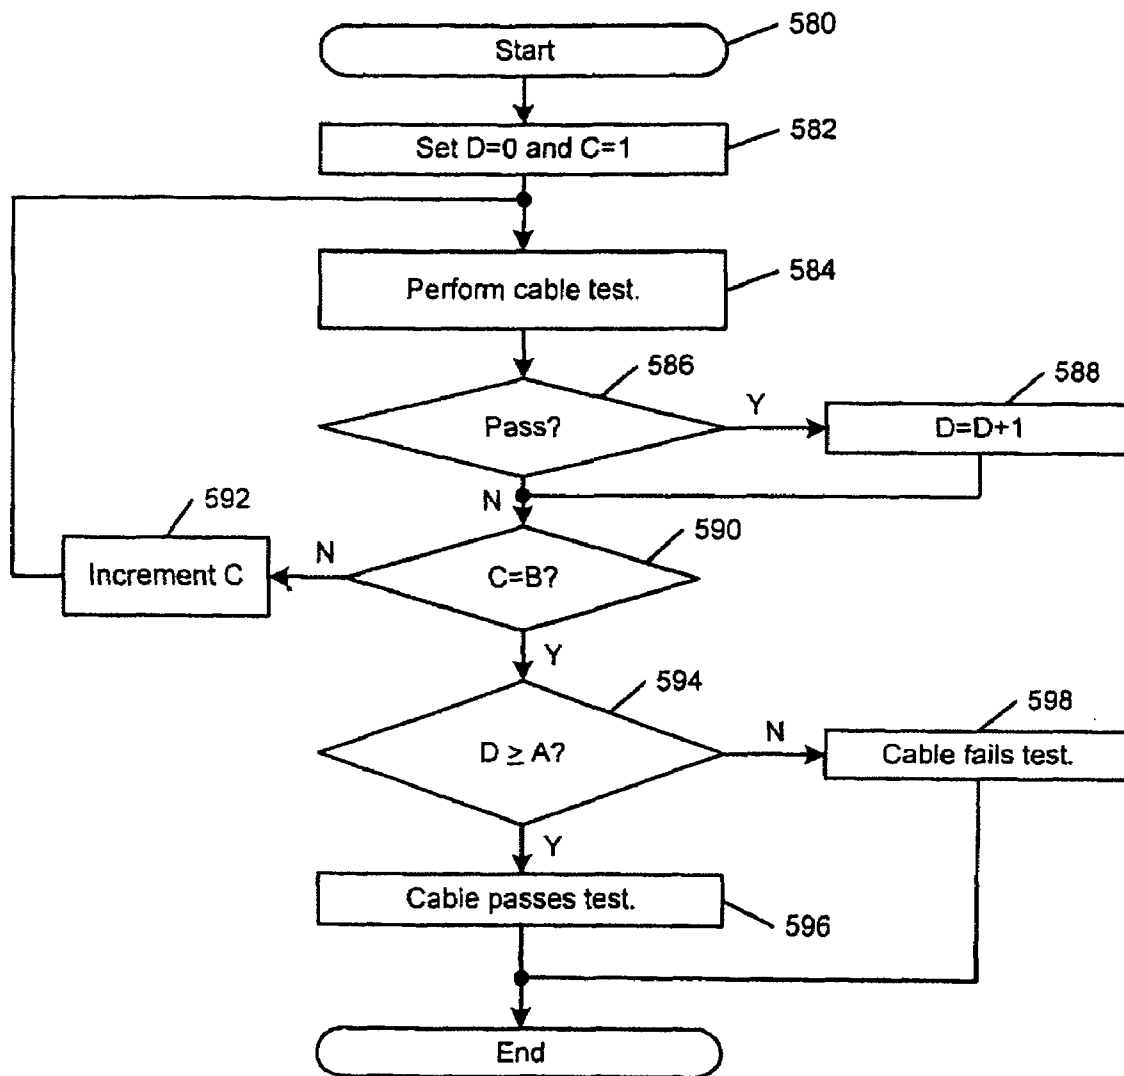 Start
580
Set D=0 and C=1
582
Perform cable test.
584
586
Pass?
Y
588
D=D+1
N
592
Increment C
N
590
C=B?
Y
594
D ≥ A?
N
598
Cable fails test.
Y
Cable passes test.
596
End